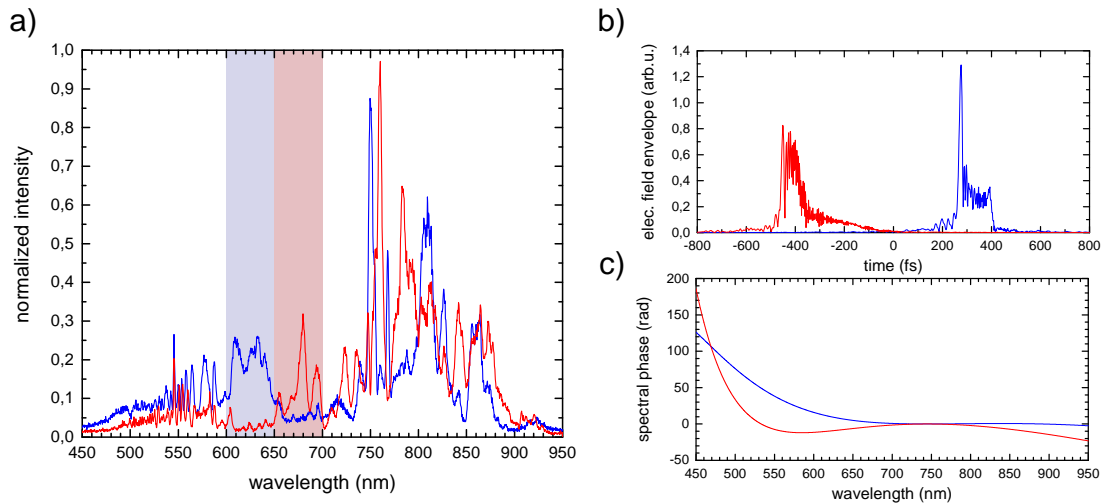 a)
1,0
0,9
0,8
0,7
0,6
0,5
0,4
0,3
0,2
0,1
0,0
normalized intensity
450 500 550 600 650 700 750 800 850 900 950
wavelength (nm)
b)
1,4
1,2
1,0
0,8
0,6
0,4
0,2
0,0
elec. field envelope (arb.u.)
-800 -600 -400 -200 0 200 400 600 800
time (fs)
c)
200
150
100
50
0
-50
spectral phase (rad)
450 500 550 600 650 700 750 800 850 900 950
wavelength (nm)